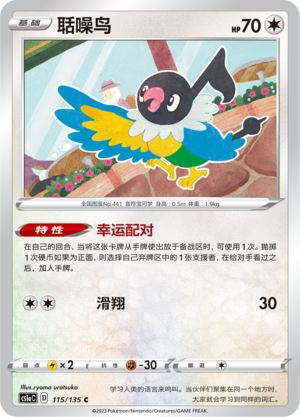 基础 聒噪鸟 HP70
全国图鉴No.441 音符宝可梦 身高：0.5m 体重：1.9kg
特性 幸运配对
在自己的回合，当将这张卡牌从手牌使出放于备战区时，可使用1次。抛掷
1次硬币如果为正面，则选择自己弃牌区中的1张支援者，在给对手看过之
后，加入手牌。
滑翔 30
弱点 ×2 抗性 -30 撤退
Illus.ryoma uratsuka
CS1aC D 115/135 C
学习人类的语言来鸣叫。当伙伴们聚集在同一个地方时，
大家就会学习到同样的词汇。
©2023 Pokémon/Nintendo/Creatures/GAME FREAK.